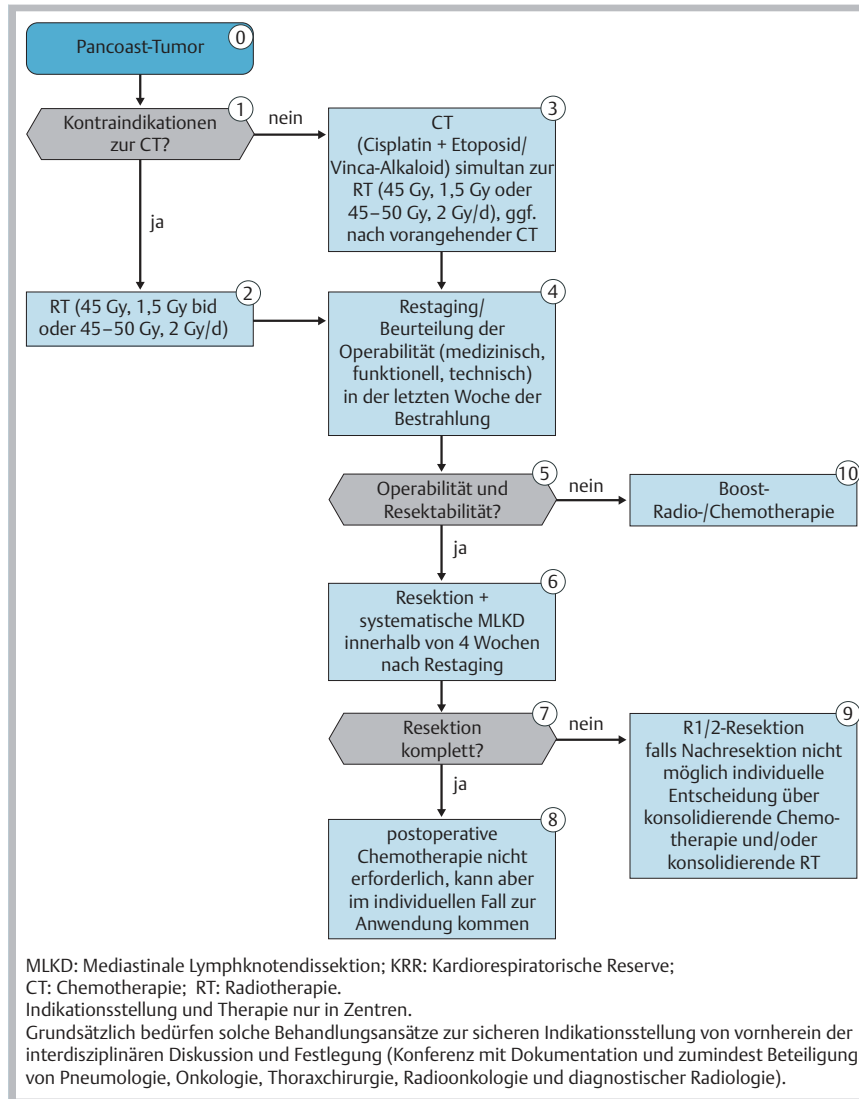 Pancoast-Tumor
0
Kontraindikationen
zur CT?
1
nein
ja
RT (45 Gy, 1,5 Gy bid
oder 45–50 Gy, 2 Gy/d)
2
CT
(Cisplatin + Etoposid/
Vinca-Alkaloid) simultan zur
RT (45 Gy, 1,5 Gy oder
45–50 Gy, 2 Gy/d), ggf.
nach vorangehender CT
3
Restaging/
Beurteilung der
Operabilität (medizinisch,
funktionell, technisch)
in der letzten Woche der
Bestrahlung
4
Operabilität und
Resektabilität?
5
nein
Boost-
Radio-/Chemotherapie
10
ja
Resektion +
systematische MLKD
innerhalb von 4 Wochen
nach Restaging
6
Resektion
komplett?
7
nein
R1/2-Resektion
falls Nachresektion nicht
möglich individuelle
Entscheidung über
konsolidierende Chemo-
therapie und/oder
konsolidierende RT
9
ja
postoperative
Chemotherapie nicht
erforderlich, kann aber
im individuellen Fall zur
Anwendung kommen
8
MLKD: Mediastinale Lymphknotendissektion; KRR: Kardiorespiratorische Reserve;
CT: Chemotherapie; RT: Radiotherapie.
Indikationsstellung und Therapie nur in Zentren.
Grundsätzlich bedürfen solche Behandlungsansätze zur sicheren Indikationsstellung von vornherein der
interdisziplinären Diskussion und Festlegung (Konferenz mit Dokumentation und zumindest Beteiligung
von Pneumologie, Onkologie, Thoraxchirurgie, Radioonkologie und diagnostischer Radiologie).